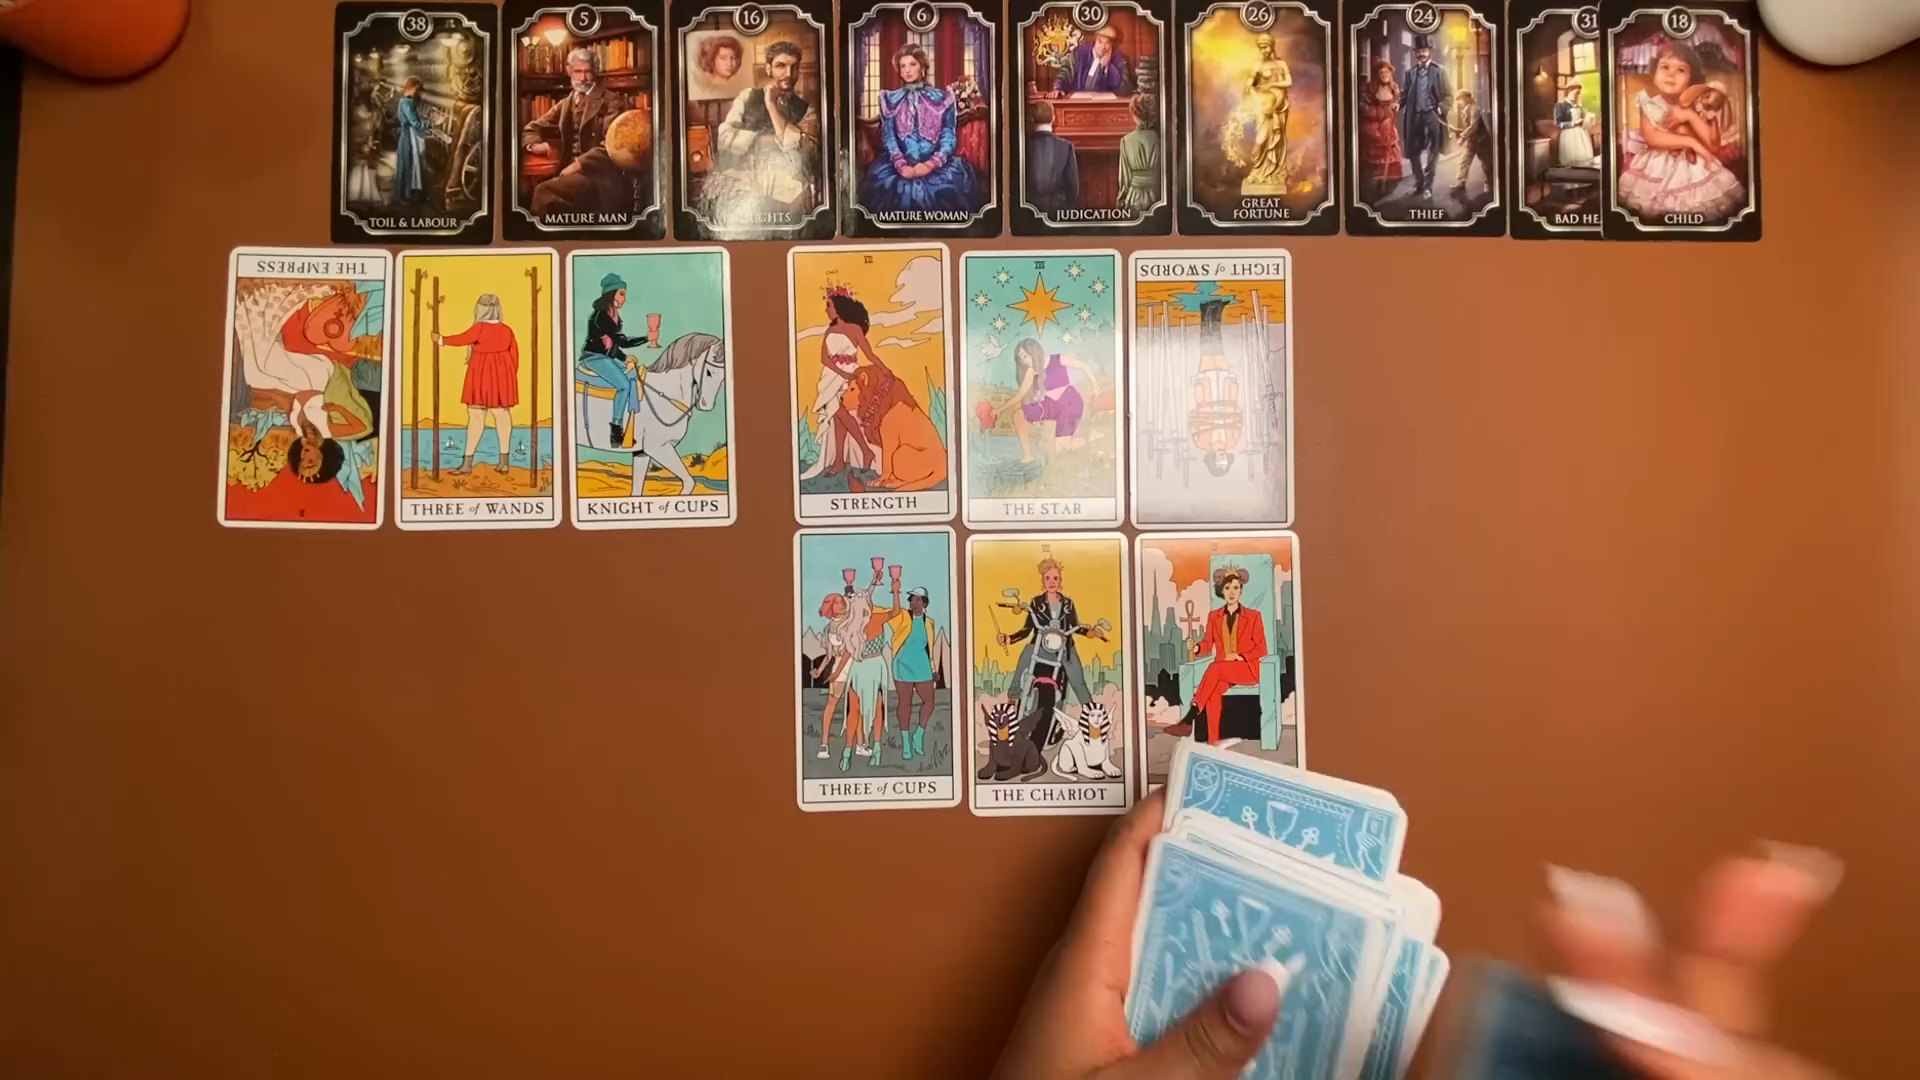 38
TOIL & LABOUR
5
MATURE MAN
16
6
MATURE WOMAN
30
JUDICATION
26
GREAT
FORTUNE
24
THIEF
31
BAD HE
18
CHILD
THE EMPRESS
THREE of WANDS
KNIGHT of CUPS
STRENGTH
THE STAR
EIGHT of SWORDS
THREE of CUPS
THE CHARIOT